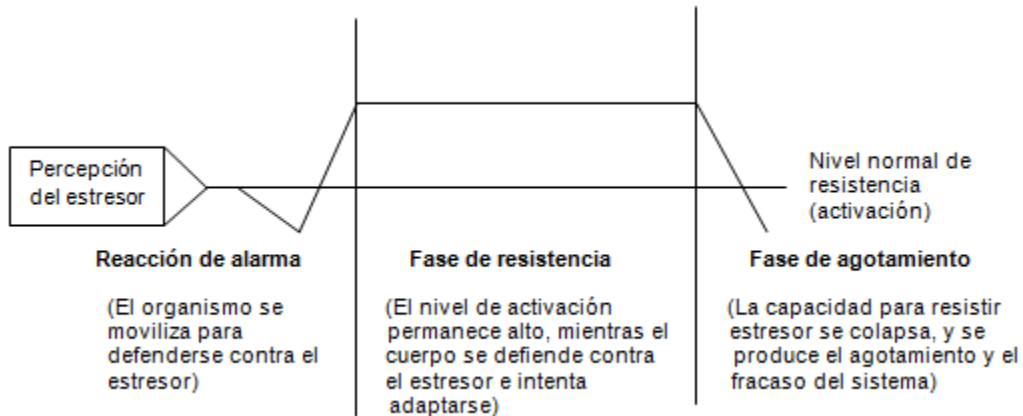 Percepción
del estresor
Nivel normal de
resistencia
(activación)
Reacción de alarma
(El organismo se
moviliza para
defenderse contra el
estresor)
Fase de resistencia
(El nivel de activación
permanece alto, mientras el
cuerpo se defiende contra
el estresor e intenta
adaptarse)
Fase de agotamiento
(La capacidad para resistir
estresor se colapsa, y se
produce el agotamiento y el
fracaso del sistema)